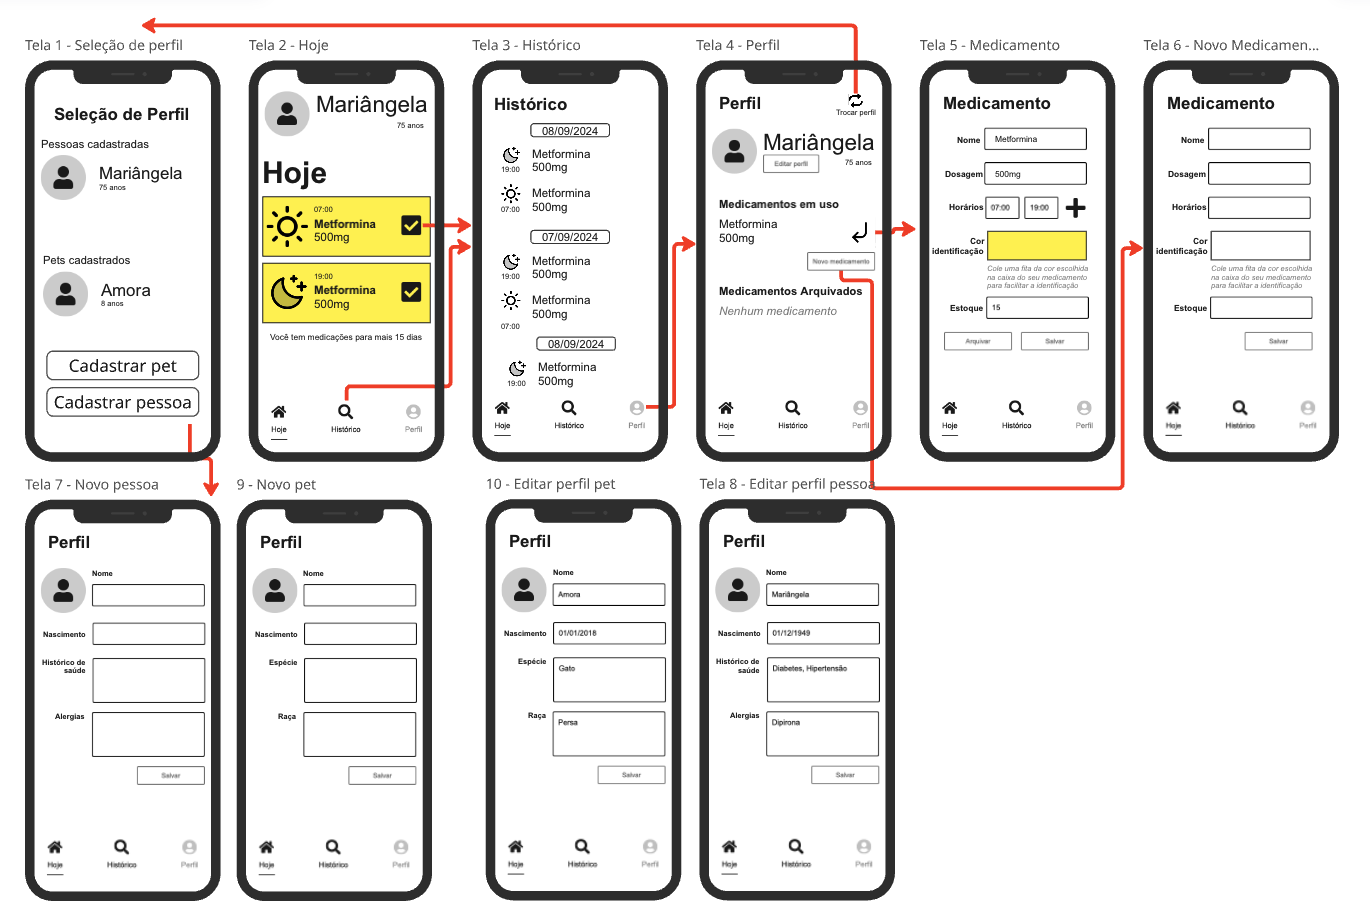 Tela 1 - Seleção de perfil
Seleção de Perfil
Pessoas cadastradas
Mariângela
75 anos
Pets cadastrados
Amora
8 anos
Cadastrar pet
Cadastrar pessoa
Tela 2 - Hoje
Mariângela
75 anos
Hoje
07:00
Metformina
500mg
19:00
Metformina
500mg
Você tem medicações para mais 15 dias
Hoje
Histórico
Perfil
Tela 3 - Histórico
Histórico
08/09/2024
Metformina
500mg
19:00
Metformina
500mg
07:00
07/09/2024
Metformina
500mg
19:00
Metformina
500mg
07:00
08/09/2024
Metformina
500mg
19:00
Hoje
Histórico
Perfil
Tela 4 - Perfil
Perfil
Trocar perfil
Mariângela
Editar perfil
75 anos
Medicamentos em uso
Metformina
500mg
Novo medicamento
Medicamentos Arquivados
Nenhum medicamento
Hoje
Histórico
Perfil
Tela 5 - Medicamento
Medicamento
Nome
Metformina
Dosagem
500mg
Horários
07:00
19:00
Cor
identificação
Cole uma fita da cor escolhida
na caixa do seu medicamento
para facilitar a identificação
Estoque
15
Arquivar
Salvar
Hoje
Histórico
Perfil
Tela 6 - Novo Medicamen...
Medicamento
Nome
Dosagem
Horários
Cor
identificação
Cole uma fita da cor escolhida
na caixa do seu medicamento
para facilitar a identificação
Estoque
Salvar
Hoje
Histórico
Perfil
Tela 7 - Novo pessoa
Perfil
Nome
Nascimento
Histórico de
saúde
Alergias
Salvar
Hoje
Histórico
Perfil
9 - Novo pet
Perfil
Nome
Nascimento
Espécie
Raça
Salvar
Hoje
Histórico
Perfil
10 - Editar perfil pet
Perfil
Nome
Amora
Nascimento
01/01/2018
Espécie
Gato
Raça
Persa
Salvar
Hoje
Histórico
Perfil
Tela 8 - Editar perfil pessoa
Perfil
Nome
Mariângela
Nascimento
01/12/1949
Histórico de
saúde
Diabetes, Hipertensão
Alergias
Dipirona
Salvar
Hoje
Histórico
Perfil